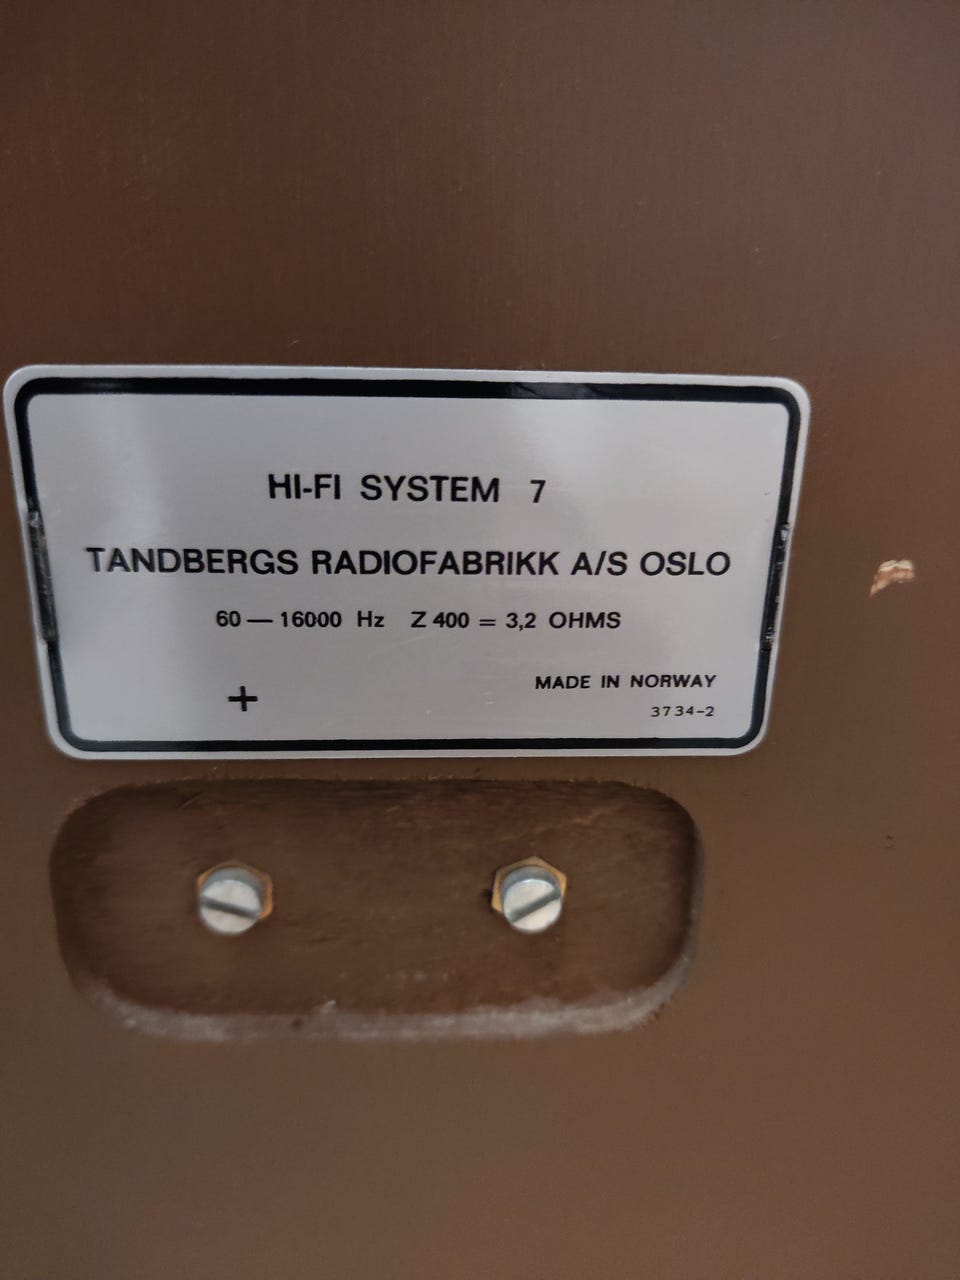 HI-FI SYSTEM 7
TANDBERGS RADIOFABRIKK A/S OSLO
60 — 16000 Hz Z 400 = 3,2 OHMS
+
MADE IN NORWAY
3734-2